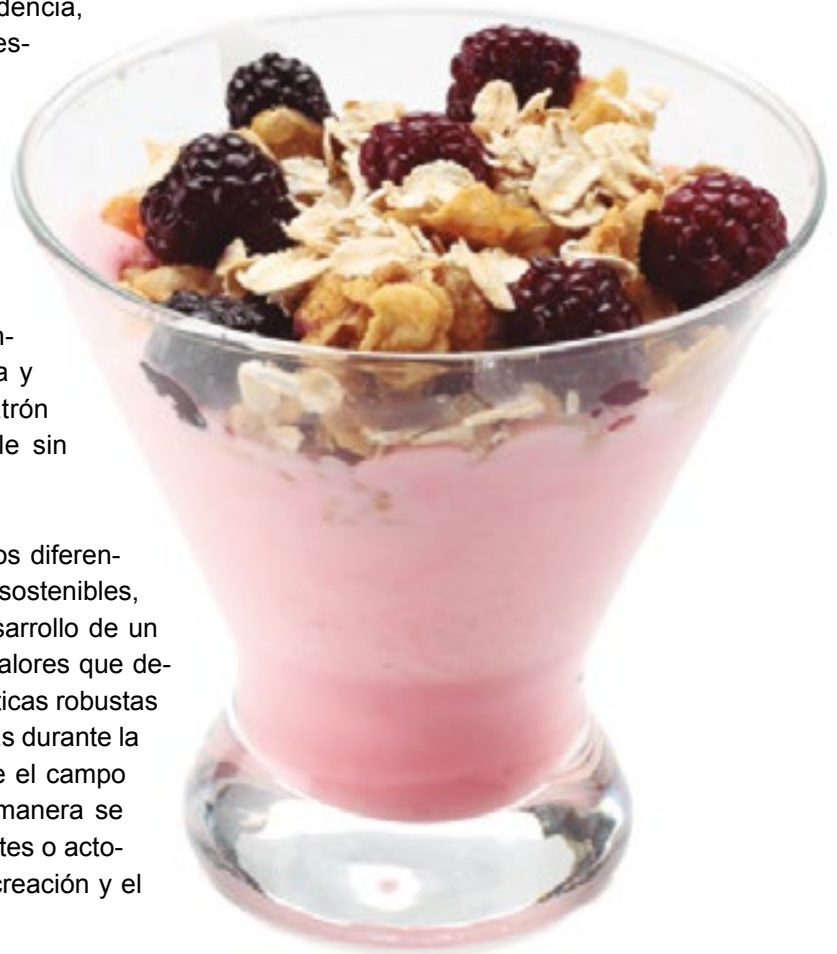 dencia,
es-
n-
a y
trón
le sin
os diferen-
sostenibles,
sarrollo de un
alores que de-
ticas robustas
as durante la
e el campo
manera se
tes o acto-
creación y el